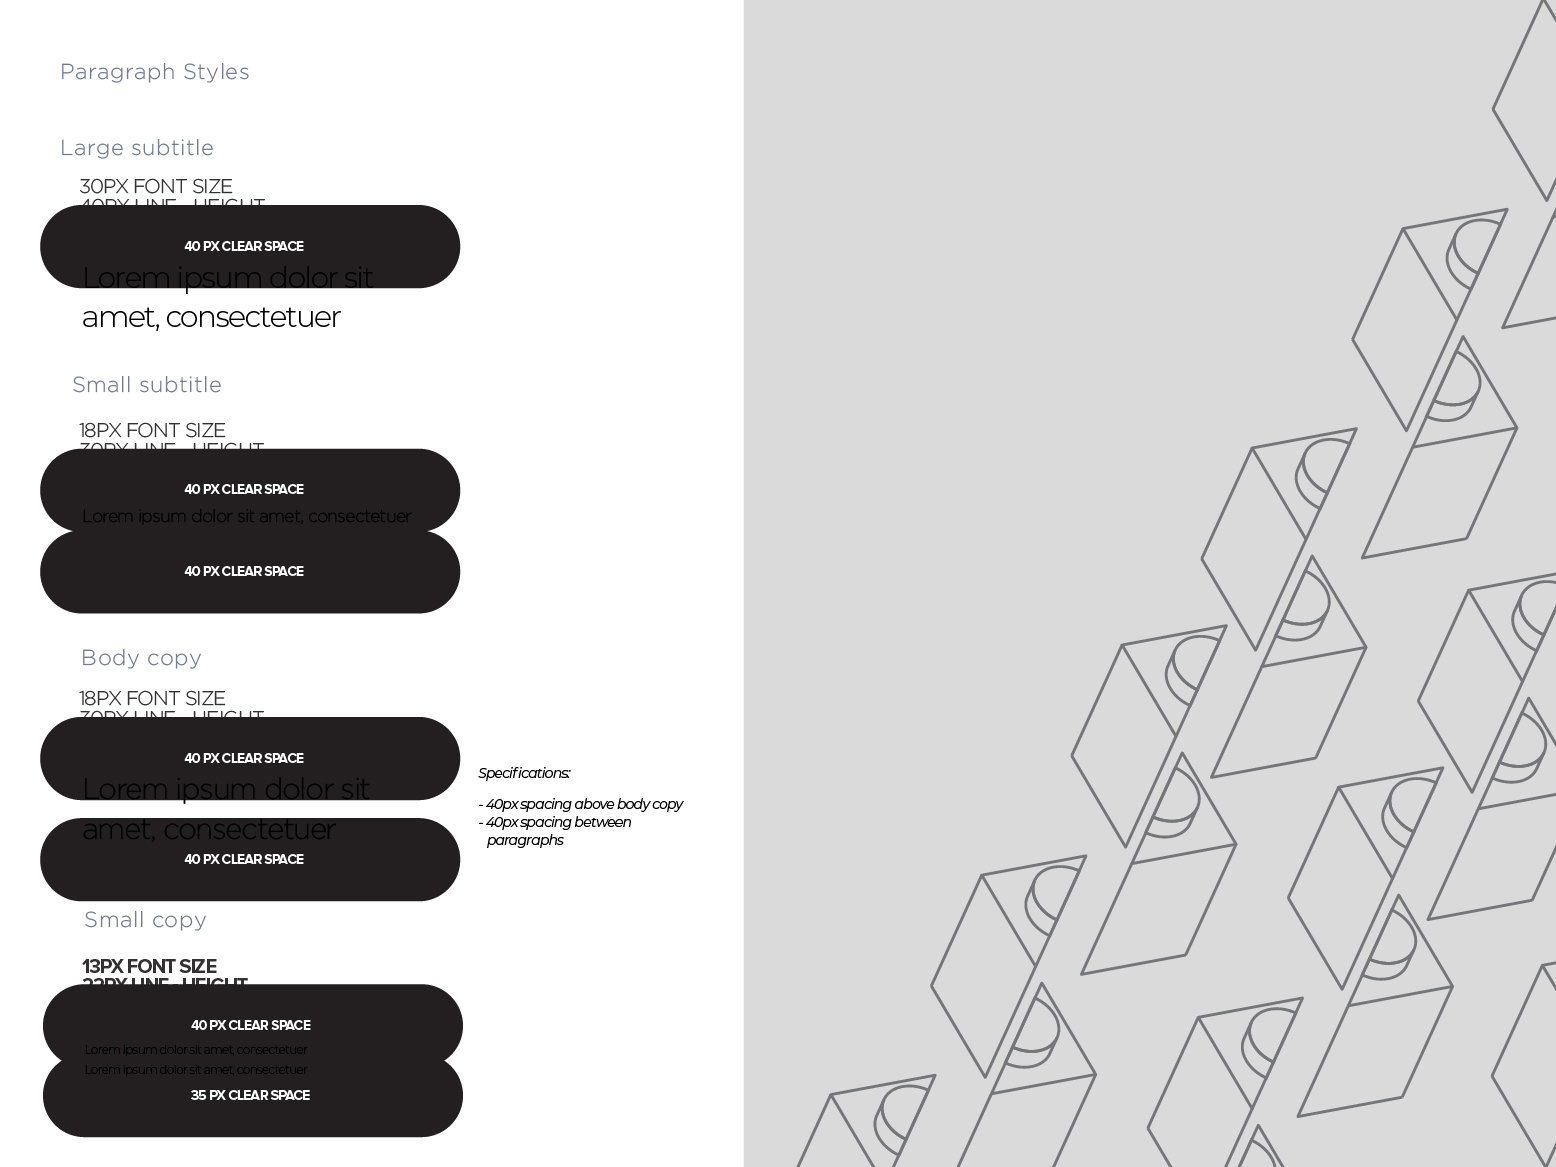 Paragraph Styles
Large subtitle
30PX FONT SIZE
40PX LINE - HEIGHT
40 PX CLEAR SPACE
Lorem ipsum dolor sit
amet, consectetuer
Small subtitle
18PX FONT SIZE
30PX LINE - HEIGHT
40 PX CLEAR SPACE
Lorem ipsum dolor sit amet, consectetuer
40 PX CLEAR SPACE
Body copy
18PX FONT SIZE
30PX LINE - HEIGHT
40 PX CLEAR SPACE
Lorem ipsum dolor sit
amet, consectetuer
40 PX CLEAR SPACE
Specifications:
- 40px spacing above body copy
- 40px spacing between
paragraphs
Small copy
13PX FONT SIZE
22PX LINE - HEIGHT
40 PX CLEAR SPACE
Lorem ipsum dolor sit amet, consectetuer
Lorem ipsum dolor sit amet, consectetuer
35 PX CLEAR SPACE